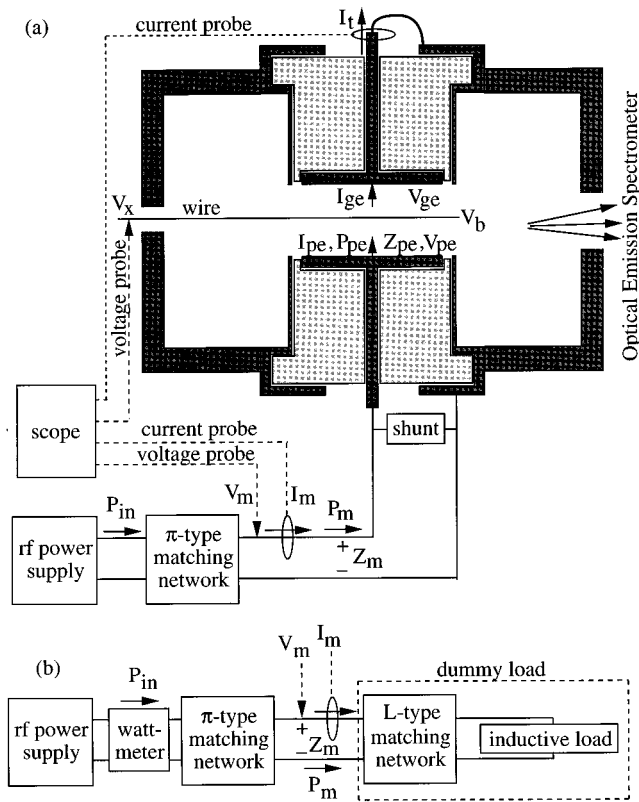 (a)
current probe
I_t
I_ge
V_ge
V_x
wire
V_b
I_pe, P_pe
Z_pe, V_pe
Optical Emission Spectrometer
voltage probe
scope
current probe
voltage probe
shunt
V_m
I_m
P_m
P_in
rf power
supply
π-type
matching
network
+
Z_m
−
(b)
V_m
I_m
dummy load
P_in
rf power
supply
watt-
meter
π-type
matching
network
+
−Z_m
P_m
L-type
matching
network
inductive load